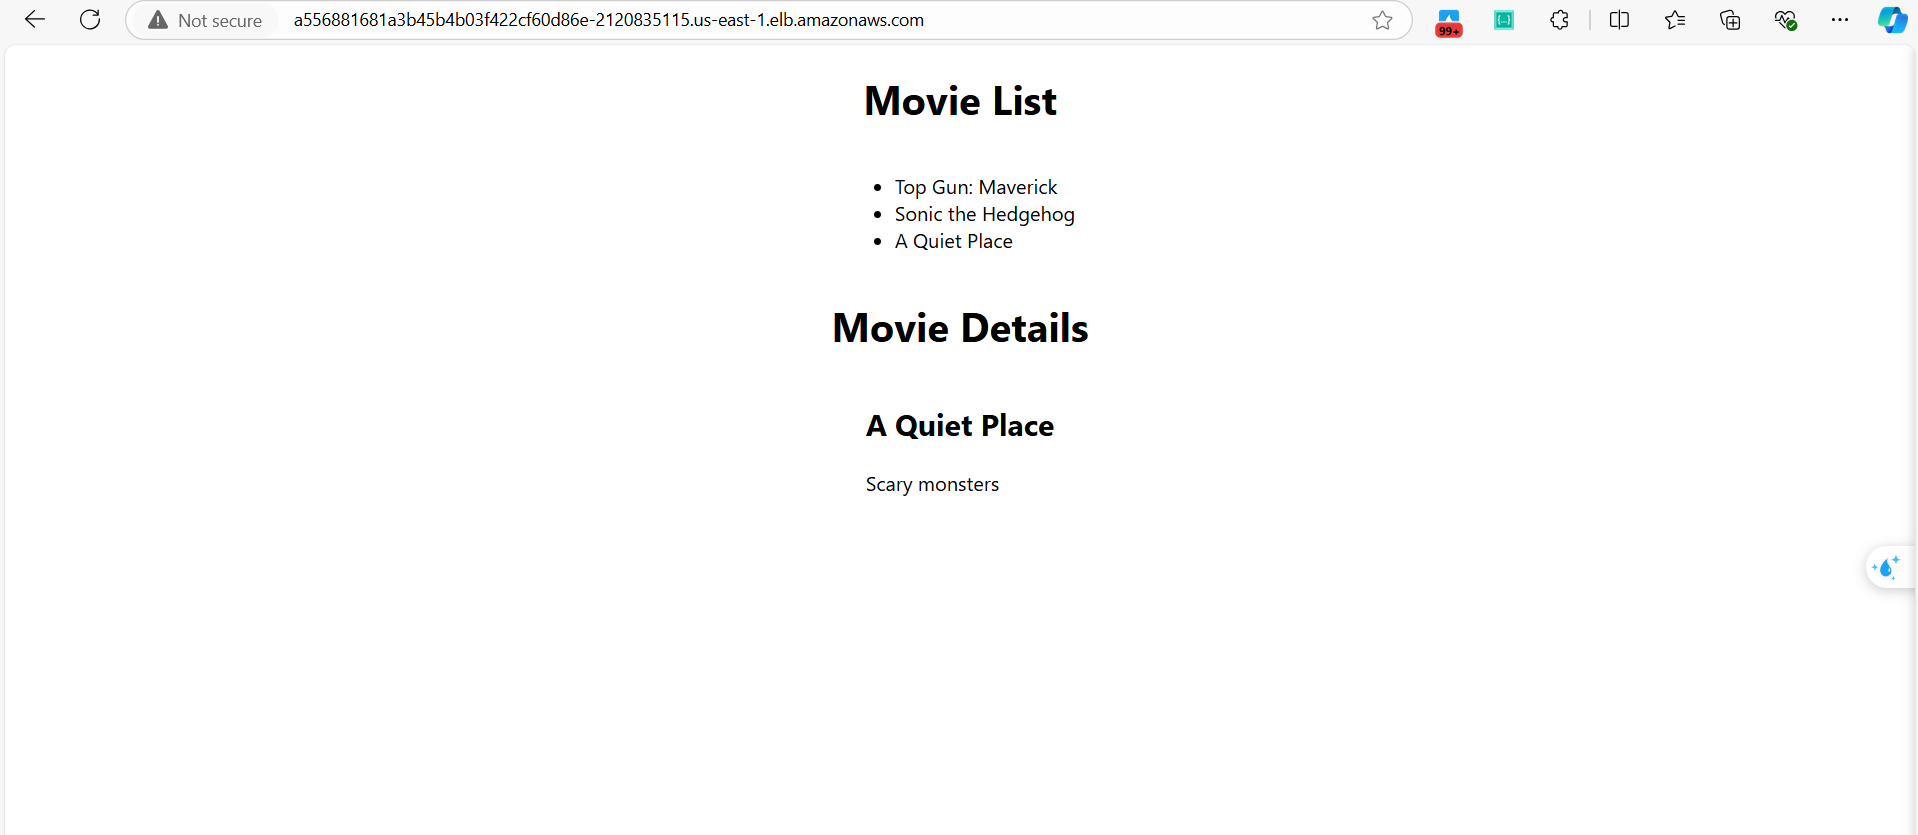 Not secure
a556881681a3b45b4b03f422cf60d86e-2120835115.us-east-1.elb.amazonaws.com
99+
Movie List
Top Gun: Maverick
Sonic the Hedgehog
A Quiet Place
Movie Details
A Quiet Place
Scary monsters